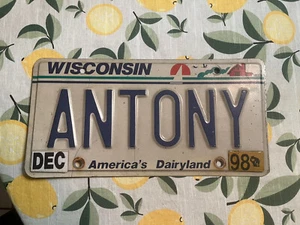 WISCONSIN
ANTONY
DEC America's Dairyland 98